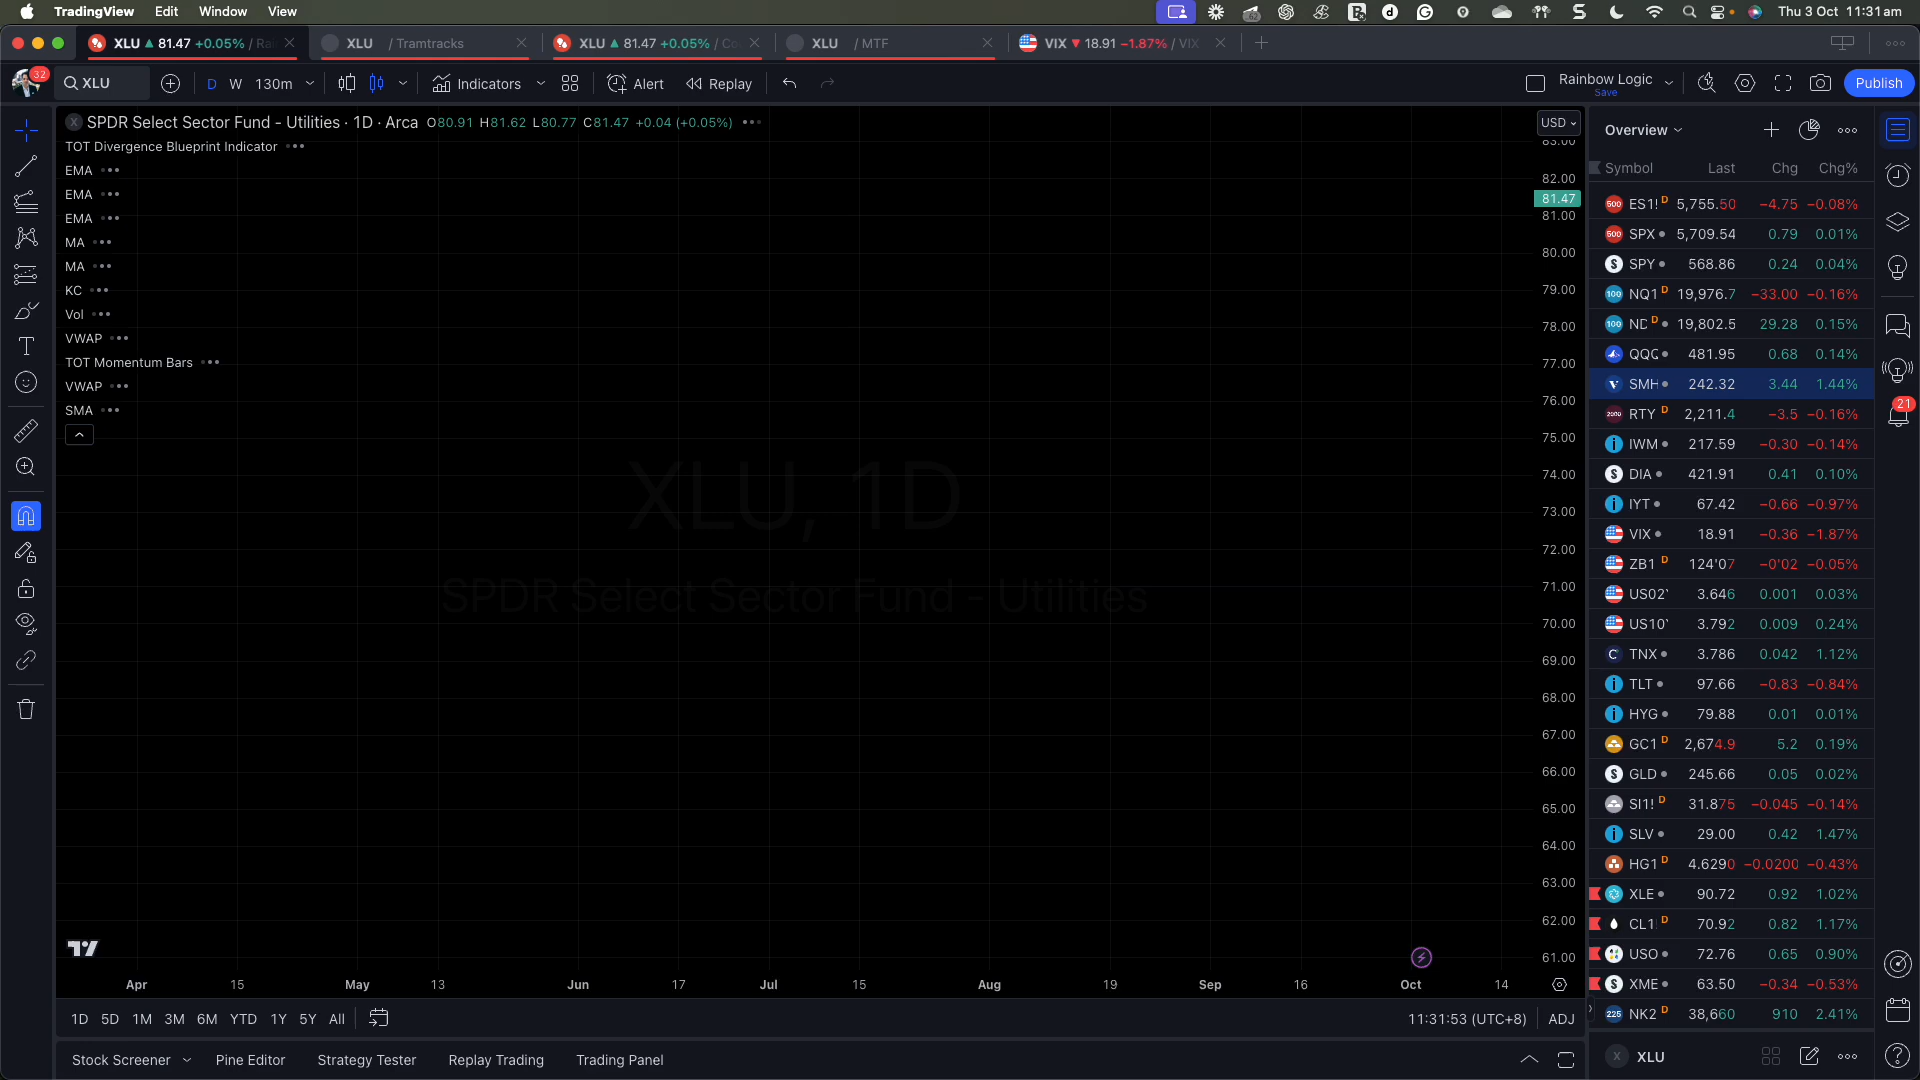 TradingView Edit Window View Thu 3 Oct 11:31am
XLU 81.47 +0.05% / Rai XLU / Tramtracks XLU 81.47 +0.05% / Co XLU / MTF VIX 18.91 −1.87% / VIX
32 XLU D W 130m Indicators Alert Replay Rainbow Logic Save Publish
SPDR Select Sector Fund - Utilities · 1D · Arca O80.91 H81.62 L80.77 C81.47 +0.04 (+0.05%)
TOT Divergence Blueprint Indicator
EMA
EMA
EMA
MA
MA
KC
Vol
VWAP
TOT Momentum Bars
VWAP
SMA
XLU, 1D
SPDR Select Sector Fund - Utilities
USD
83.00
82.00
81.47
81.00
80.00
79.00
78.00
77.00
76.00
75.00
74.00
73.00
72.00
71.00
70.00
69.00
68.00
67.00
66.00
65.00
64.00
63.00
62.00
61.00
Apr 15 May 13 Jun 17 Jul 15 Aug 19 Sep 16 Oct 14
1D 5D 1M 3M 6M YTD 1Y 5Y All 11:31:53 (UTC+8) ADJ
Stock Screener Pine Editor Strategy Tester Replay Trading Trading Panel
Overview
Symbol Last Chg Chg%
500 ES1! D 5,755.50 −4.75 −0.08%
500 SPX 5,709.54 0.79 0.01%
S SPY 568.86 0.24 0.04%
100 NQ1 D 19,976.7 −33.00 −0.16%
100 ND D 19,802.5 29.28 0.15%
QQQ 481.95 0.68 0.14%
V SMH 242.32 3.44 1.44%
2000 RTY D 2,211.4 −3.5 −0.16%
i IWM 217.59 −0.30 −0.14%
S DIA 421.91 0.41 0.10%
i IYT 67.42 −0.66 −0.97%
VIX 18.91 −0.36 −1.87%
ZB1 D 124'07 −0'02 −0.05%
US02Y 3.646 0.001 0.03%
US10Y 3.792 0.009 0.24%
C TNX 3.786 0.042 1.12%
i TLT 97.66 −0.83 −0.84%
i HYG 79.88 0.01 0.01%
GC1 D 2,674.9 5.2 0.19%
S GLD 245.66 0.05 0.02%
SI1! D 31.875 −0.045 −0.14%
i SLV 29.00 0.42 1.47%
HG1 D 4.6290 −0.0200 −0.43%
XLE 90.72 0.92 1.02%
CL1! D 70.92 0.82 1.17%
USO 72.76 0.65 0.90%
S XME 63.50 −0.34 −0.53%
225 NK2 D 38,660 910 2.41%
X XLU
21